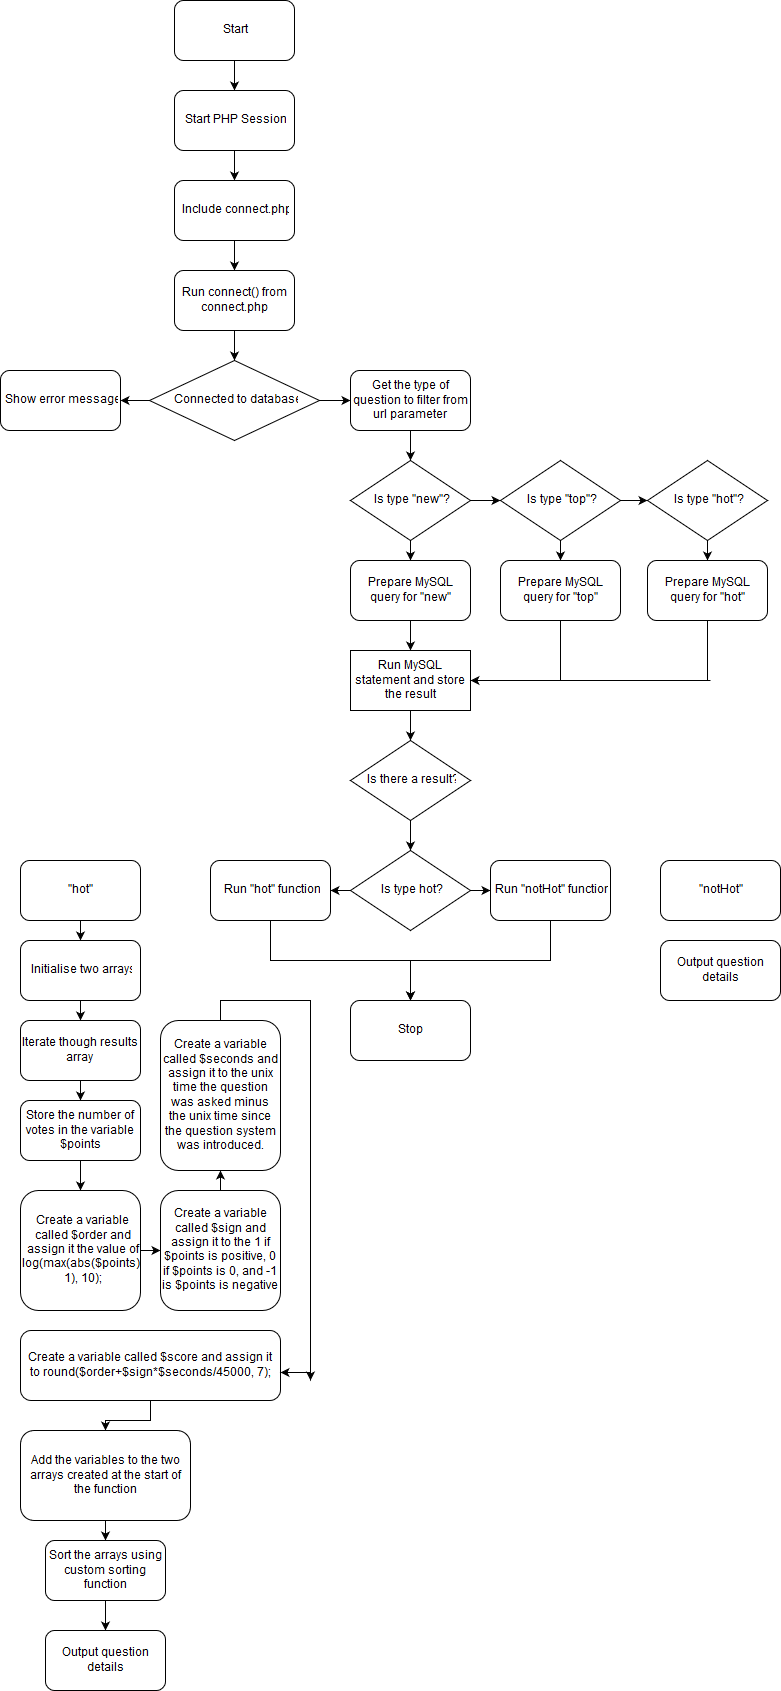 Start
Start PHP Session
Include connect.php
Run connect() from
connect.php
Show error message
Connected to database
Get the type of
question to filter from
url parameter
Is type "new"?
Is type "top"?
Is type "hot"?
Prepare MySQL
query for "new"
Prepare MySQL
query for "top"
Prepare MySQL
query for "hot"
Run MySQL
statement and store
the result
Is there a result?
"hot"
Run "hot" function
Is type hot?
Run "notHot" function
"notHot"
Initialise two arrays
Output question
details
Stop
Iterate though results
array
Store the number of
votes in the variable
$points
Create a variable
called $order and
assign it the value of
log(max(abs($points)
1), 10);
Create a variable
called $seconds and
assign it to the unix
time the question
was asked minus
the unix time since
the question system
was introduced.
Create a variable
called $sign and
assign it to the 1 if
$points is positive, 0
if $points is 0, and -1
is $points is negative
Create a variable called $score and assign it
to round($order+$sign*$seconds/45000, 7);
Add the variables to the two
arrays created at the start of
the function
Sort the arrays using
custom sorting
function
Output question
details